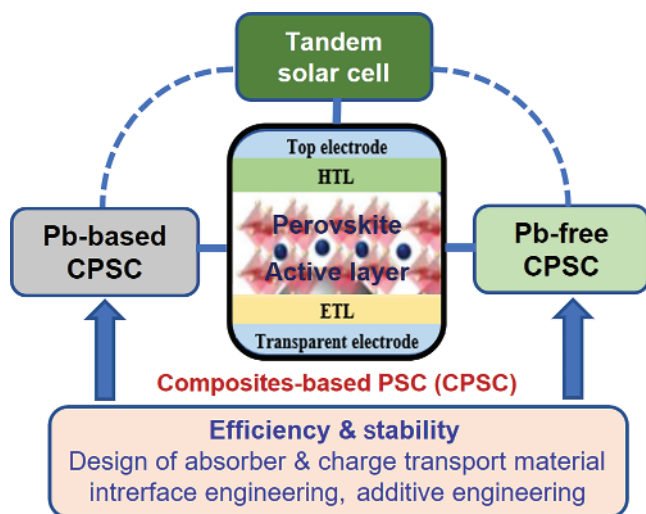 Tandem
solar cell
Top electrode
HTL
Perovskite
Active layer
ETL
Transparent electrode
Pb-based
CPSC
Pb-free
CPSC
Composites-based PSC (CPSC)
Efficiency & stability
Design of absorber & charge transport material
intrerface engineering, additive engineering